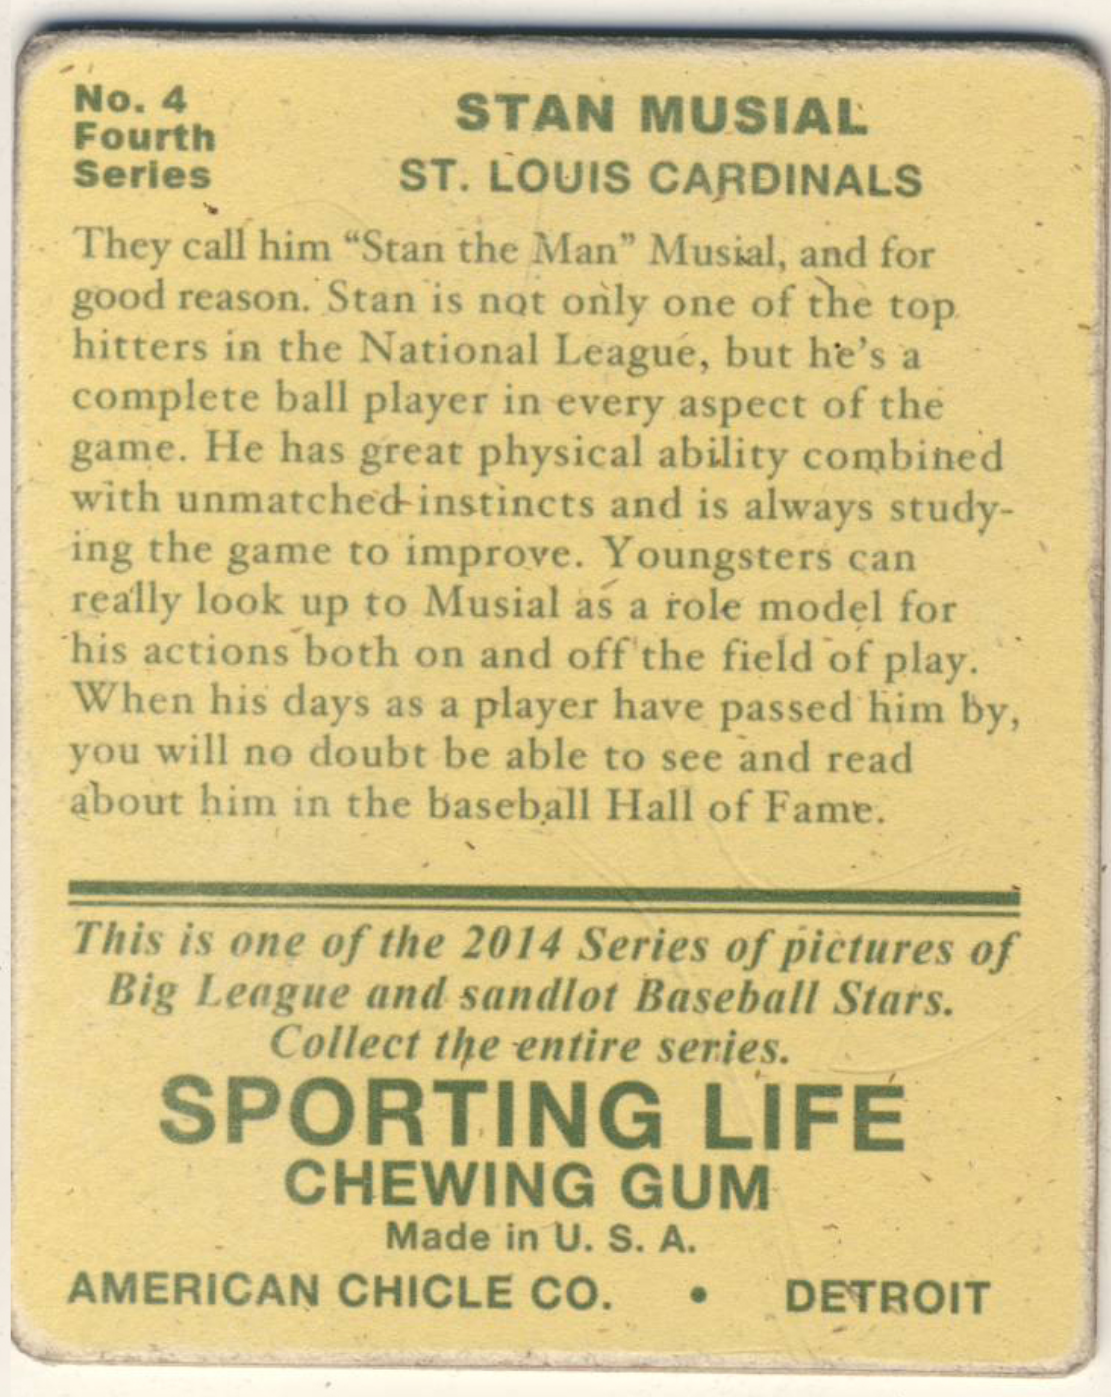 No. 4
Fourth
Series
STAN MUSIAL
ST. LOUIS CARDINALS
They call him “Stan the Man” Musial, and for
good reason. Stan is not only one of the top
hitters in the National League, but he’s a
complete ball player in every aspect of the
game. He has great physical ability combined
with unmatched instincts and is always study-
ing the game to improve. Youngsters can
really look up to Musial as a role model for
his actions both on and off the field of play.
When his days as a player have passed him by,
you will no doubt be able to see and read
about him in the baseball Hall of Fame.
This is one of the 2014 Series of pictures of
Big League and sandlot Baseball Stars.
Collect the entire series.
SPORTING LIFE
CHEWING GUM
Made in U. S. A.
AMERICAN CHICLE CO. • DETROIT